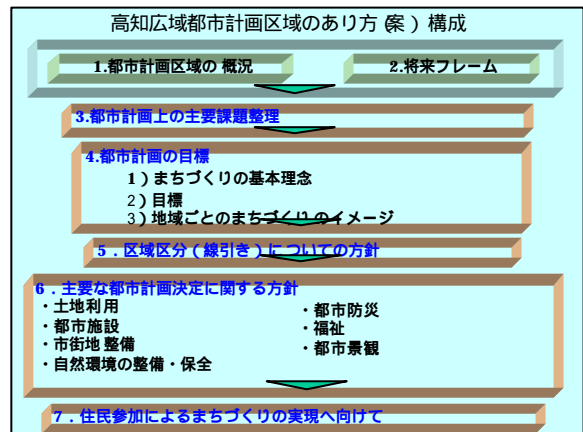 高知広域都市計画区域のあり方（案）構成
1.都市計画区域の 概況
2.将来フレーム
3.都市計画上の主要課題整理
4.都市計画の目標
1）まちづくりの基本理念
2）目標
3）地域ごとのまちづくりのイメージ
5．区域区分（線引き）についての方針
6．主要な都市計画決定に関する方針
・土地利用
・都市施設
・市街地 整備
・自然環境の整備・保全
・都市防災
・福祉
・都市景観
7．住民参加によるまちづくりの実現へ向けて